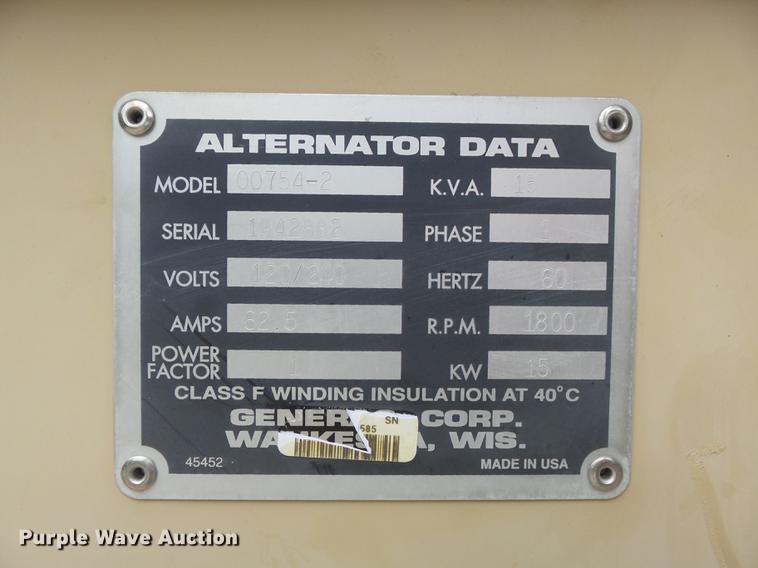 ALTERNATOR DATA
MODEL 00754-2 K.V.A. 15
SERIAL PHASE 1
VOLTS 120/240 HERTZ 60
AMPS 62.5 R.P.M. 1800
POWER FACTOR 1 KW 15
CLASS F WINDING INSULATION AT 40°C
CORP.
SN
585
WIS.
45452 MADE IN USA
Purple Wave Auction